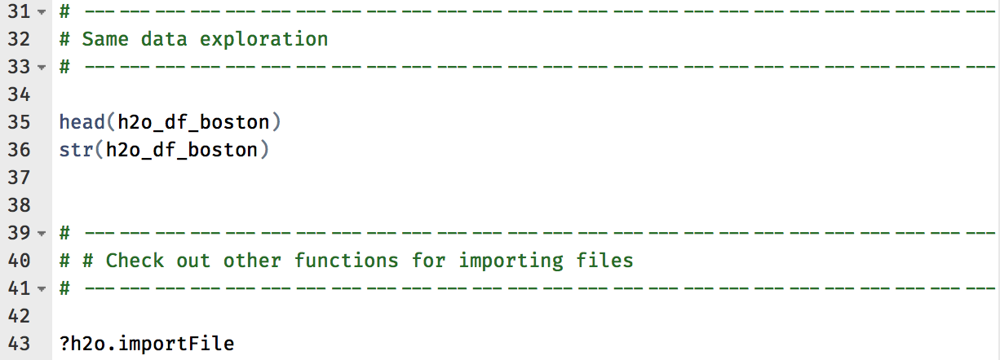 31 # --- --- --- --- --- --- --- --- --- --- --- --- --- --- --- --- --- --- --- --- --- --- --- --- --- ---
32 # Same data exploration
33 # --- --- --- --- --- --- --- --- --- --- --- --- --- --- --- --- --- --- --- --- --- --- --- --- --- ---
34
35 head(h2o_df_boston)
36 str(h2o_df_boston)
37
38
39 # --- --- --- --- --- --- --- --- --- --- --- --- --- --- --- --- --- --- --- --- --- --- --- --- --- ---
40 # # Check out other functions for importing files
41 # --- --- --- --- --- --- --- --- --- --- --- --- --- --- --- --- --- --- --- --- --- --- --- --- --- ---
42
43 ?h2o.importFile